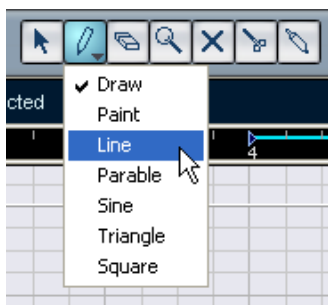 Draw
cted
Paint
Line
4
Parable
Sine
Triangle
Square